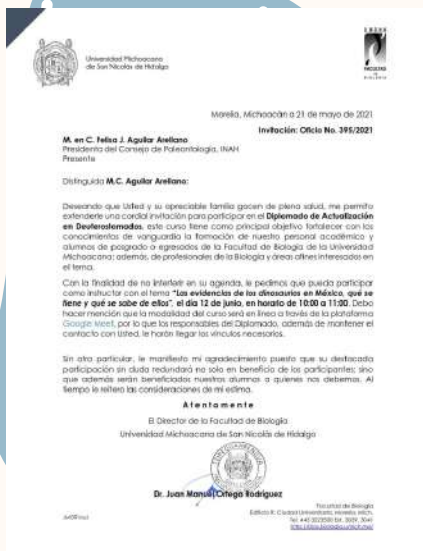 Universidad Michoacana
de San Nicolás de Hidalgo
FACULTAD
DE
BIOLOGÍA
Morelia, Michoacán a 21 de mayo de 2021
Invitación: Oficio No. 395/2021
M. en C. Felisa J. Aguilar Arellano
Presidenta del Consejo de Paleontología, INAH
Presente
Distinguida M.C. Aguilar Arellano:
Deseando que Usted y su apreciable familia gocen de plena salud, me permito
extenderle una cordial invitación para participar en el Diplomado de Actualización
en Deuterostomados, este curso tiene como principal objetivo fortalecer con los
conocimientos de vanguardia la formación de nuestro personal académico y
alumnos de posgrado o egresados de la Facultad de Biología de la Universidad
Michoacana; además, de profesionales de la Biología y áreas afines interesados en
el tema.
Con la finalidad de no interferir en su agenda, le pedimos que pueda participar
como instructor con el tema "Las evidencias de los dinosaurios en México, qué se
tiene y qué se sabe de ellos", el día 12 de junio, en horario de 10:00 a 11:00. Debo
hacer mención que la modalidad del curso será en línea a través de la plataforma
Google Meet, por lo que los responsables del Diplomado, además de mantener el
contacto con Usted, le harán llegar los vínculos necesarios.
Sin otro particular, le manifiesto mi agradecimiento puesto que su destacada
participación sin duda redundará no solo en beneficio de los participantes; sino
que además serán beneficiados nuestros alumnos a quienes nos debemos. Al
tiempo le reitero las consideraciones de mi estima.
Atentamente
El Director de la Facultad de Biología
Universidad Michoacana de San Nicolás de Hidalgo
Dr. Juan Manuel Ortega Rodríguez
Facultad de Biología
Edificio R, Ciudad Universitaria, Morelia, Mich.